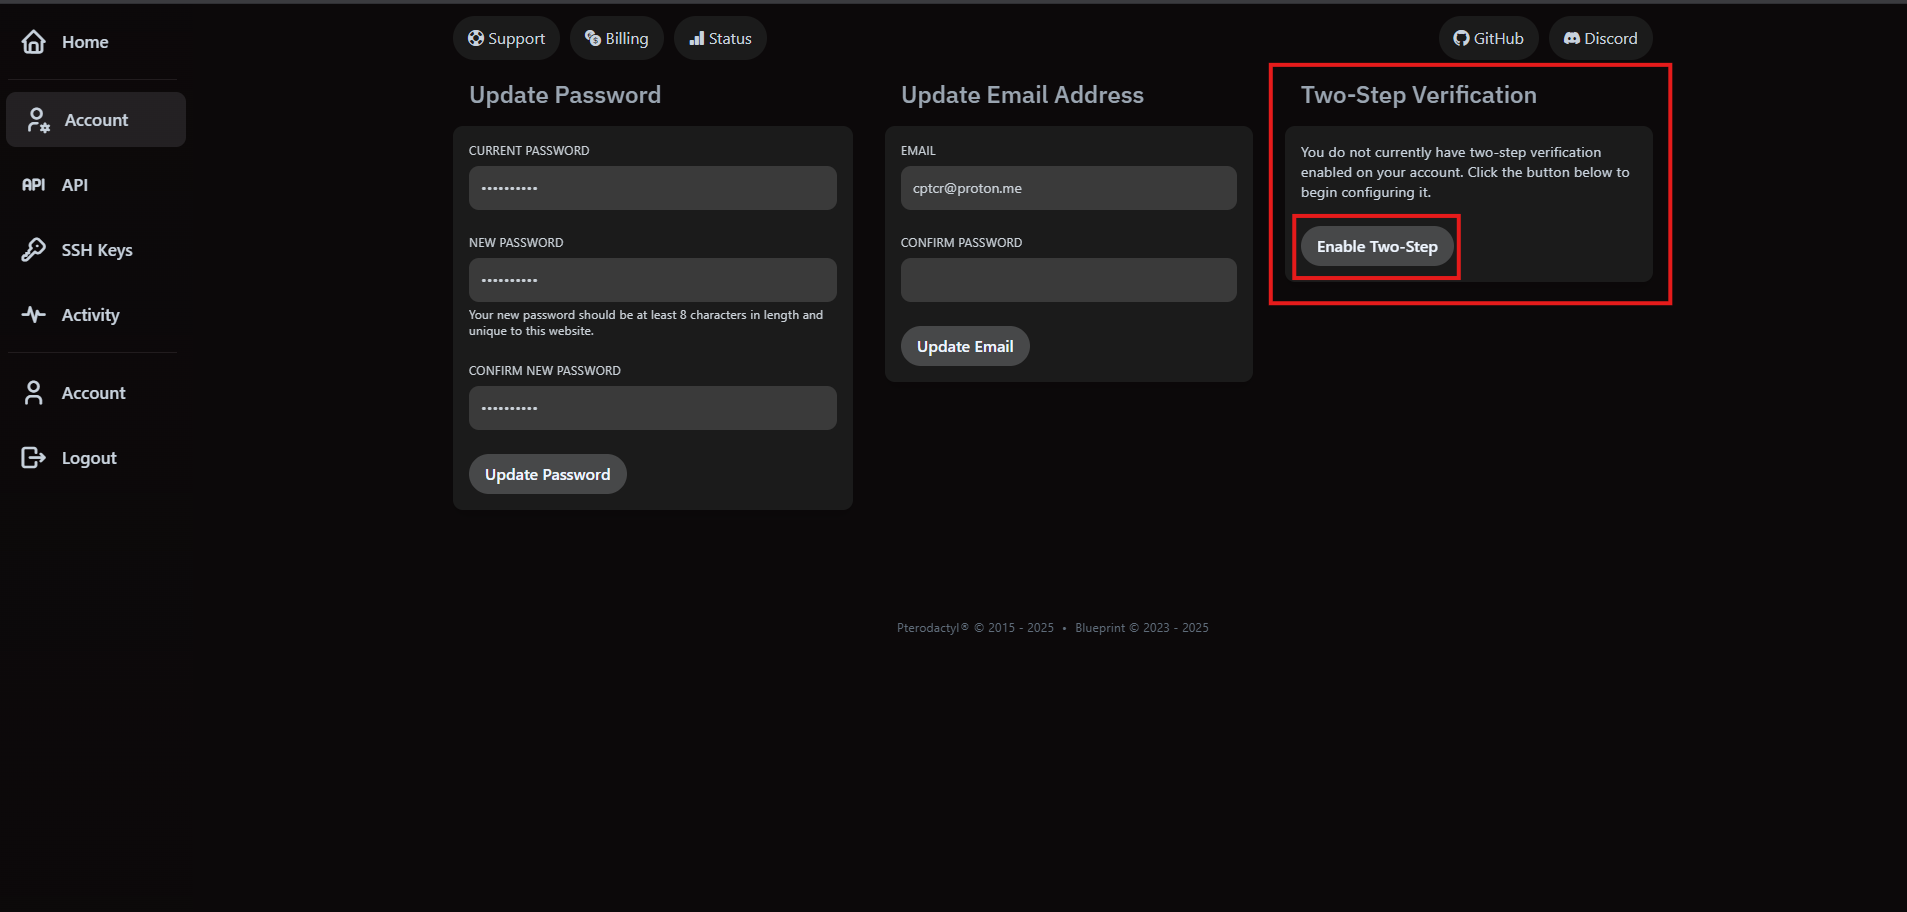 Home
Account
API API
SSH Keys
Activity
Account
Logout
Support Billing Status
GitHub Discord
Update Password
CURRENT PASSWORD
••••••••••
NEW PASSWORD
••••••••••
Your new password should be at least 8 characters in length and
unique to this website.
CONFIRM NEW PASSWORD
••••••••••
Update Password
Update Email Address
EMAIL
cptcr@proton.me
CONFIRM PASSWORD
Update Email
Two-Step Verification
You do not currently have two-step verification
enabled on your account. Click the button below to
begin configuring it.
Enable Two-Step
Pterodactyl® © 2015 - 2025 • Blueprint © 2023 - 2025